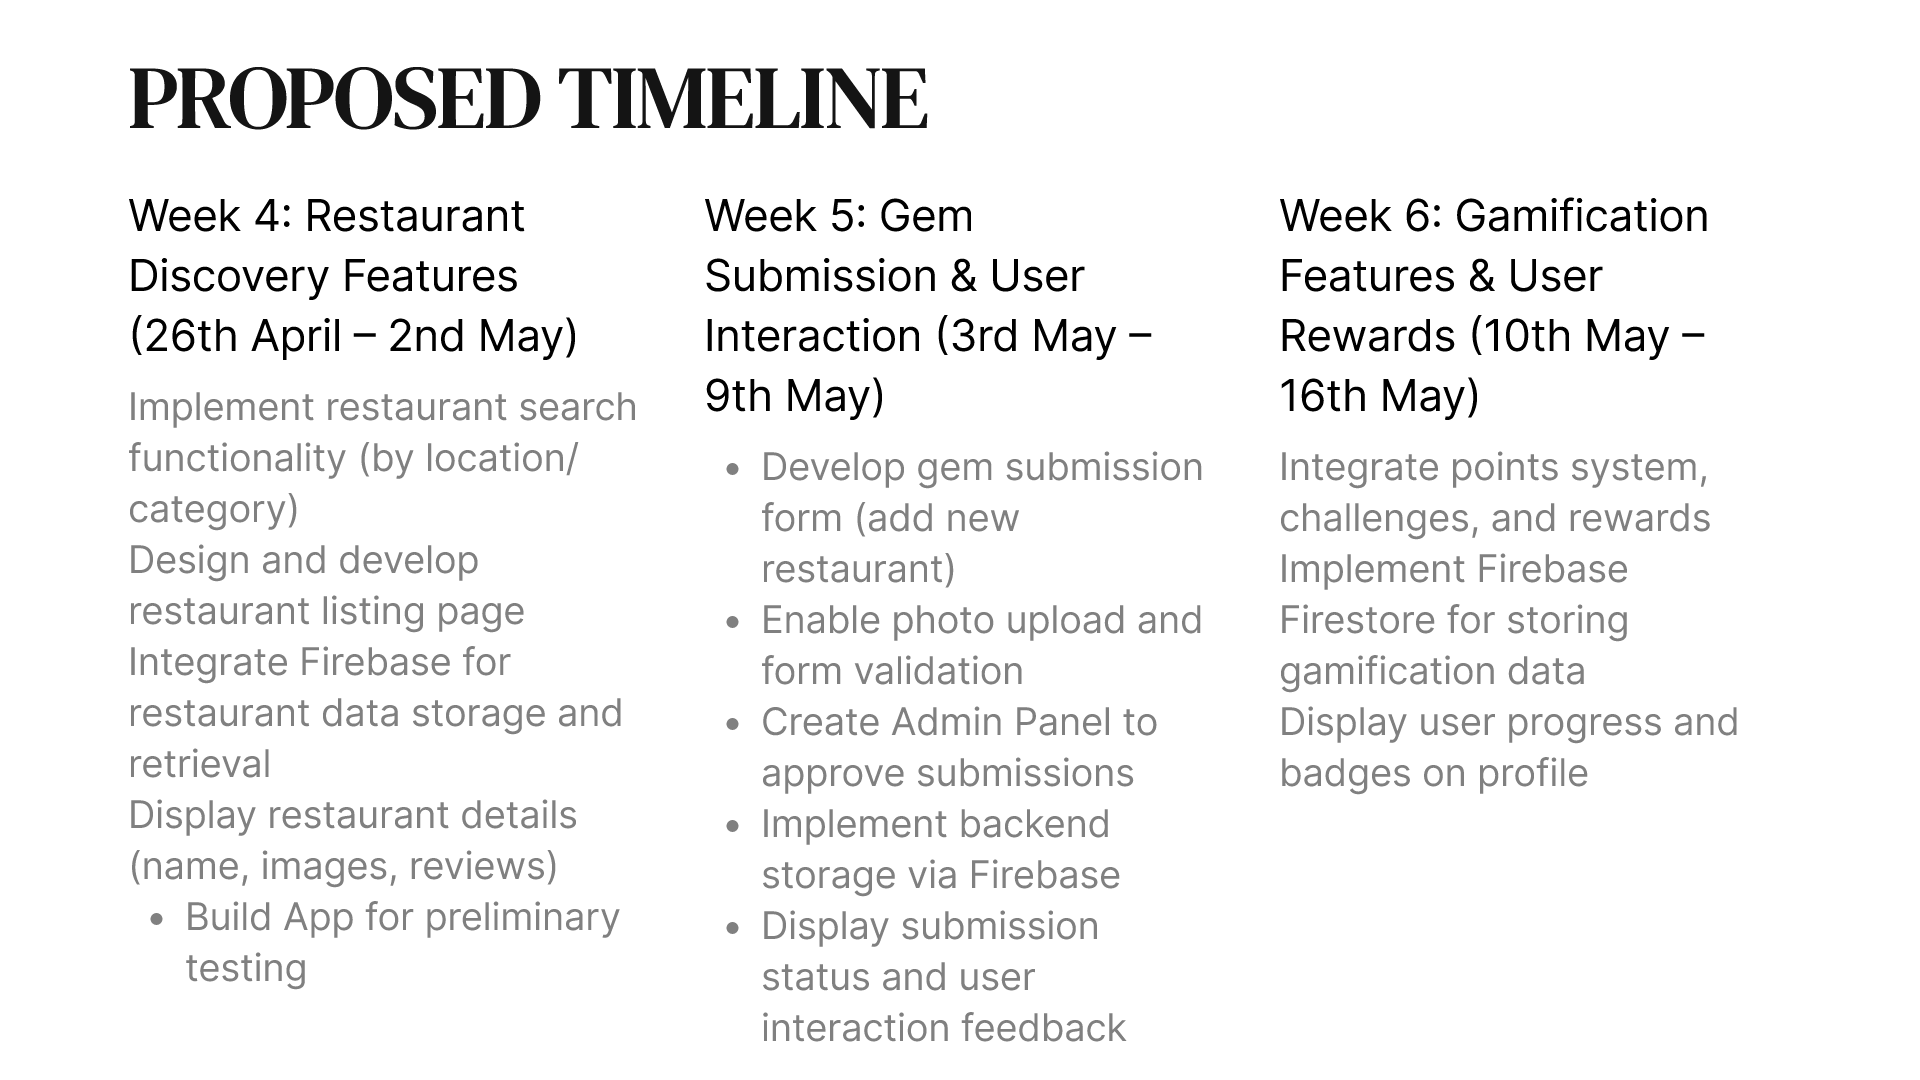 PROPOSED TIMELINE
Week 4: Restaurant
Discovery Features
(26th April – 2nd May)
Implement restaurant search
functionality (by location/
category)
Design and develop
restaurant listing page
Integrate Firebase for
restaurant data storage and
retrieval
Display restaurant details
(name, images, reviews)
• Build App for preliminary
testing
Week 5: Gem
Submission & User
Interaction (3rd May –
9th May)
• Develop gem submission
form (add new
restaurant)
• Enable photo upload and
form validation
• Create Admin Panel to
approve submissions
• Implement backend
storage via Firebase
• Display submission
status and user
interaction feedback
Week 6: Gamification
Features & User
Rewards (10th May –
16th May)
Integrate points system,
challenges, and rewards
Implement Firebase
Firestore for storing
gamification data
Display user progress and
badges on profile